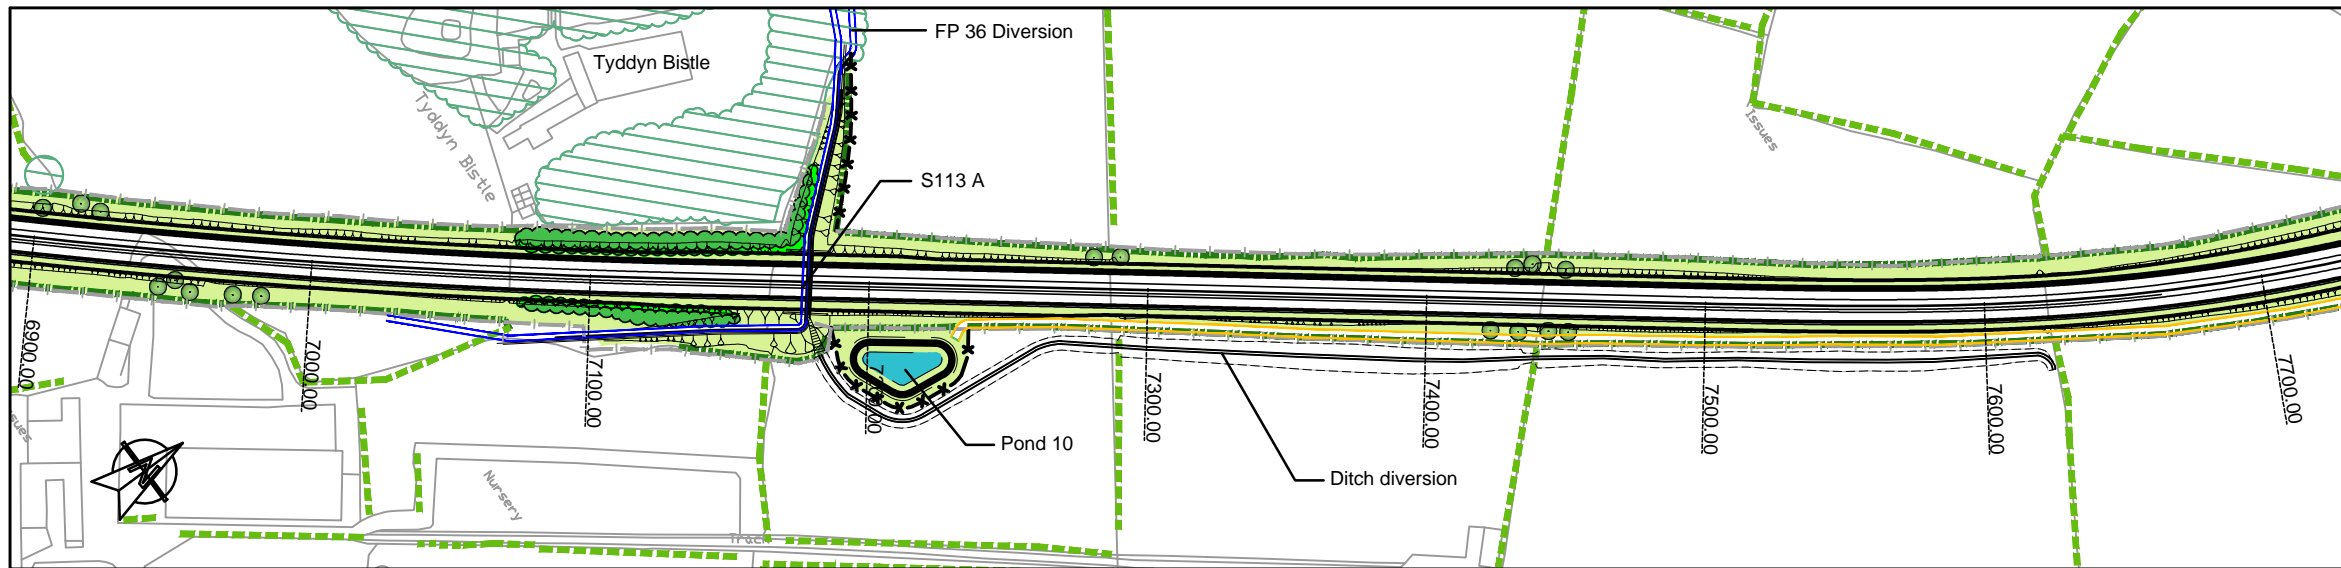 FP 36 Diversion
Tyddyn Bistle
Tyddyn Bistle
Issues
S113 A
6900.00
7000.00
7100.00
7300.00
7400.00
7500.00
7600.00
7700.00
Pond 10
Ditch diversion
Nursery
Track